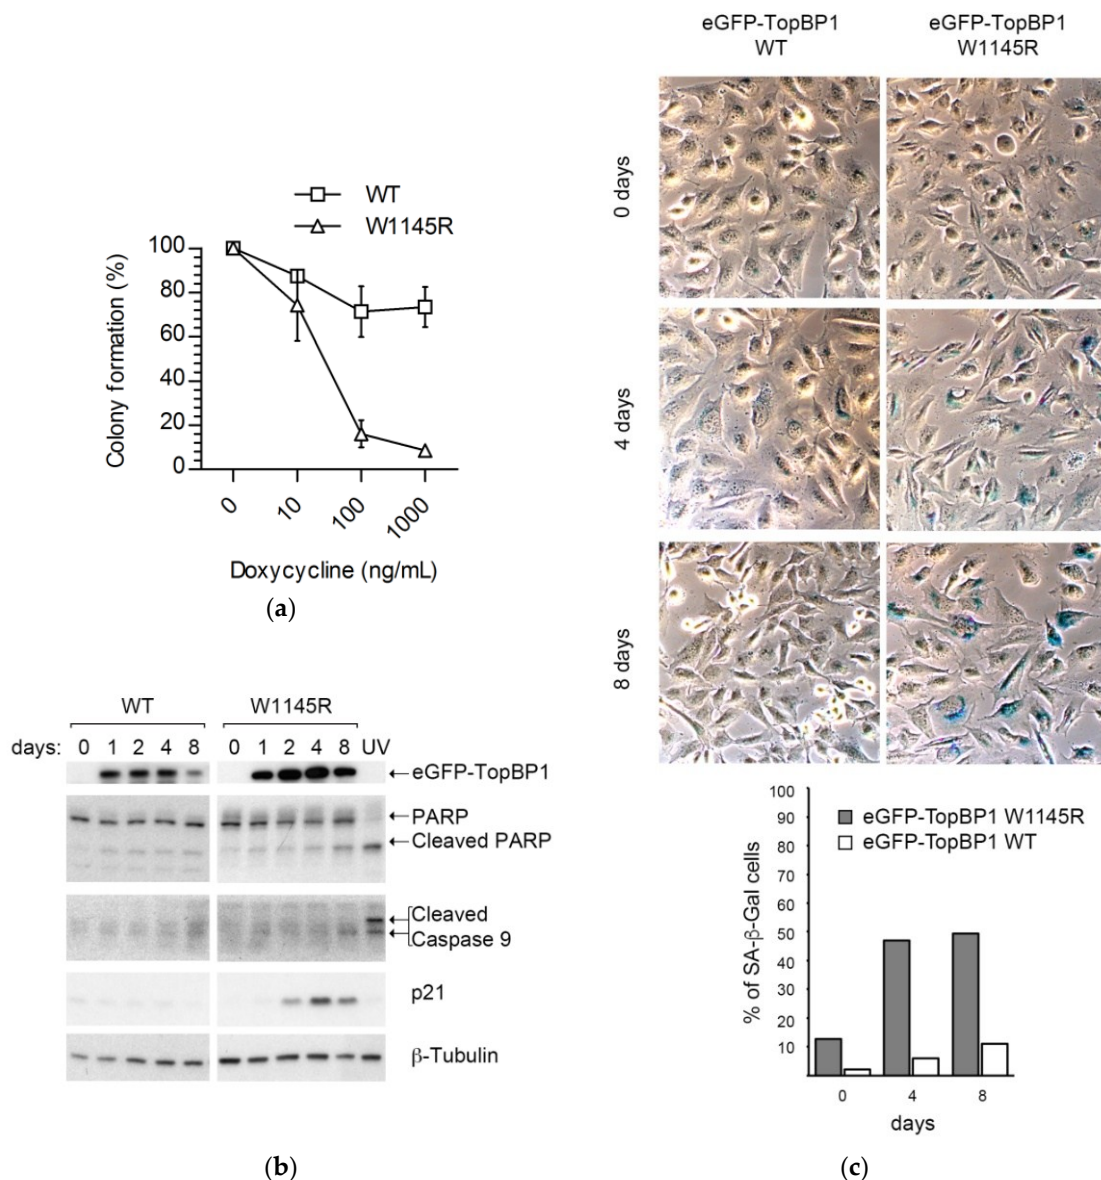 WT
W1145R
Colony formation (%)
100
80
60
40
20
0
0
10
100
1000
Doxycycline (ng/mL)
(a)
WT
W1145R
days:
0
1
2
4
8
0
1
2
4
8
UV
eGFP-TopBP1
PARP
Cleaved PARP
Cleaved
Caspase 9
p21
β-Tubulin
(b)
eGFP-TopBP1
WT
eGFP-TopBP1
W1145R
0 days
4 days
8 days
% of SA-β-Gal cells
100
90
80
70
60
50
40
30
20
10
eGFP-TopBP1 W1145R
eGFP-TopBP1 WT
0
4
8
days
(c)